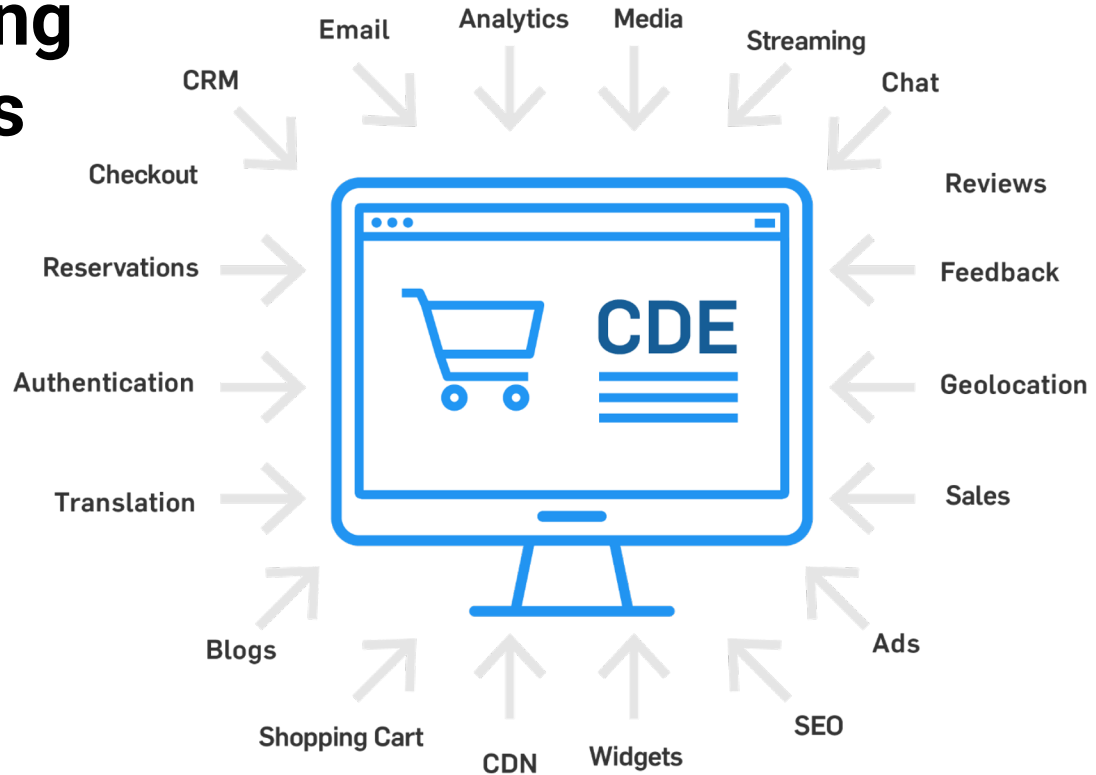 ng
s
Email
Analytics
Media
Streaming
CRM
Chat
Checkout
Reviews
Reservations
Feedback
CDE
Authentication
Geolocation
Translation
Sales
Blogs
Ads
Shopping Cart
SEO
CDN
Widgets